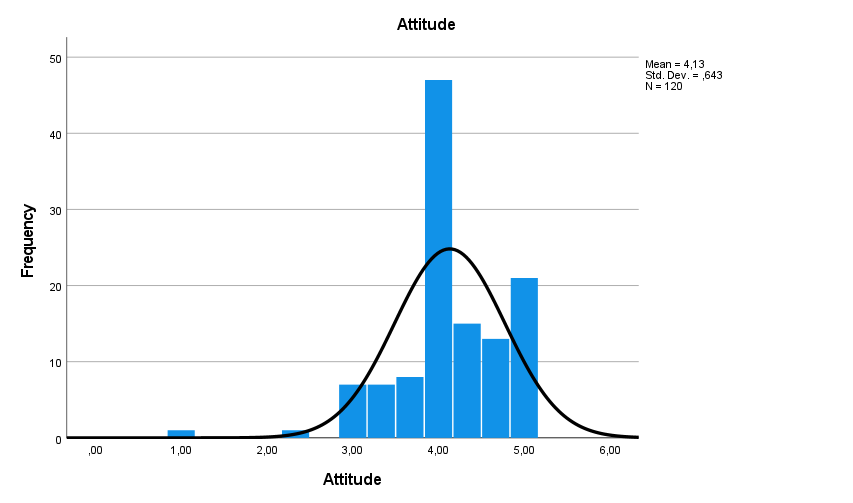 Attitude
Mean = 4,13
Std. Dev. = ,643
N = 120
50
40
30
20
10
0
Frequency
,00
1,00
2,00
3,00
4,00
5,00
6,00
Attitude